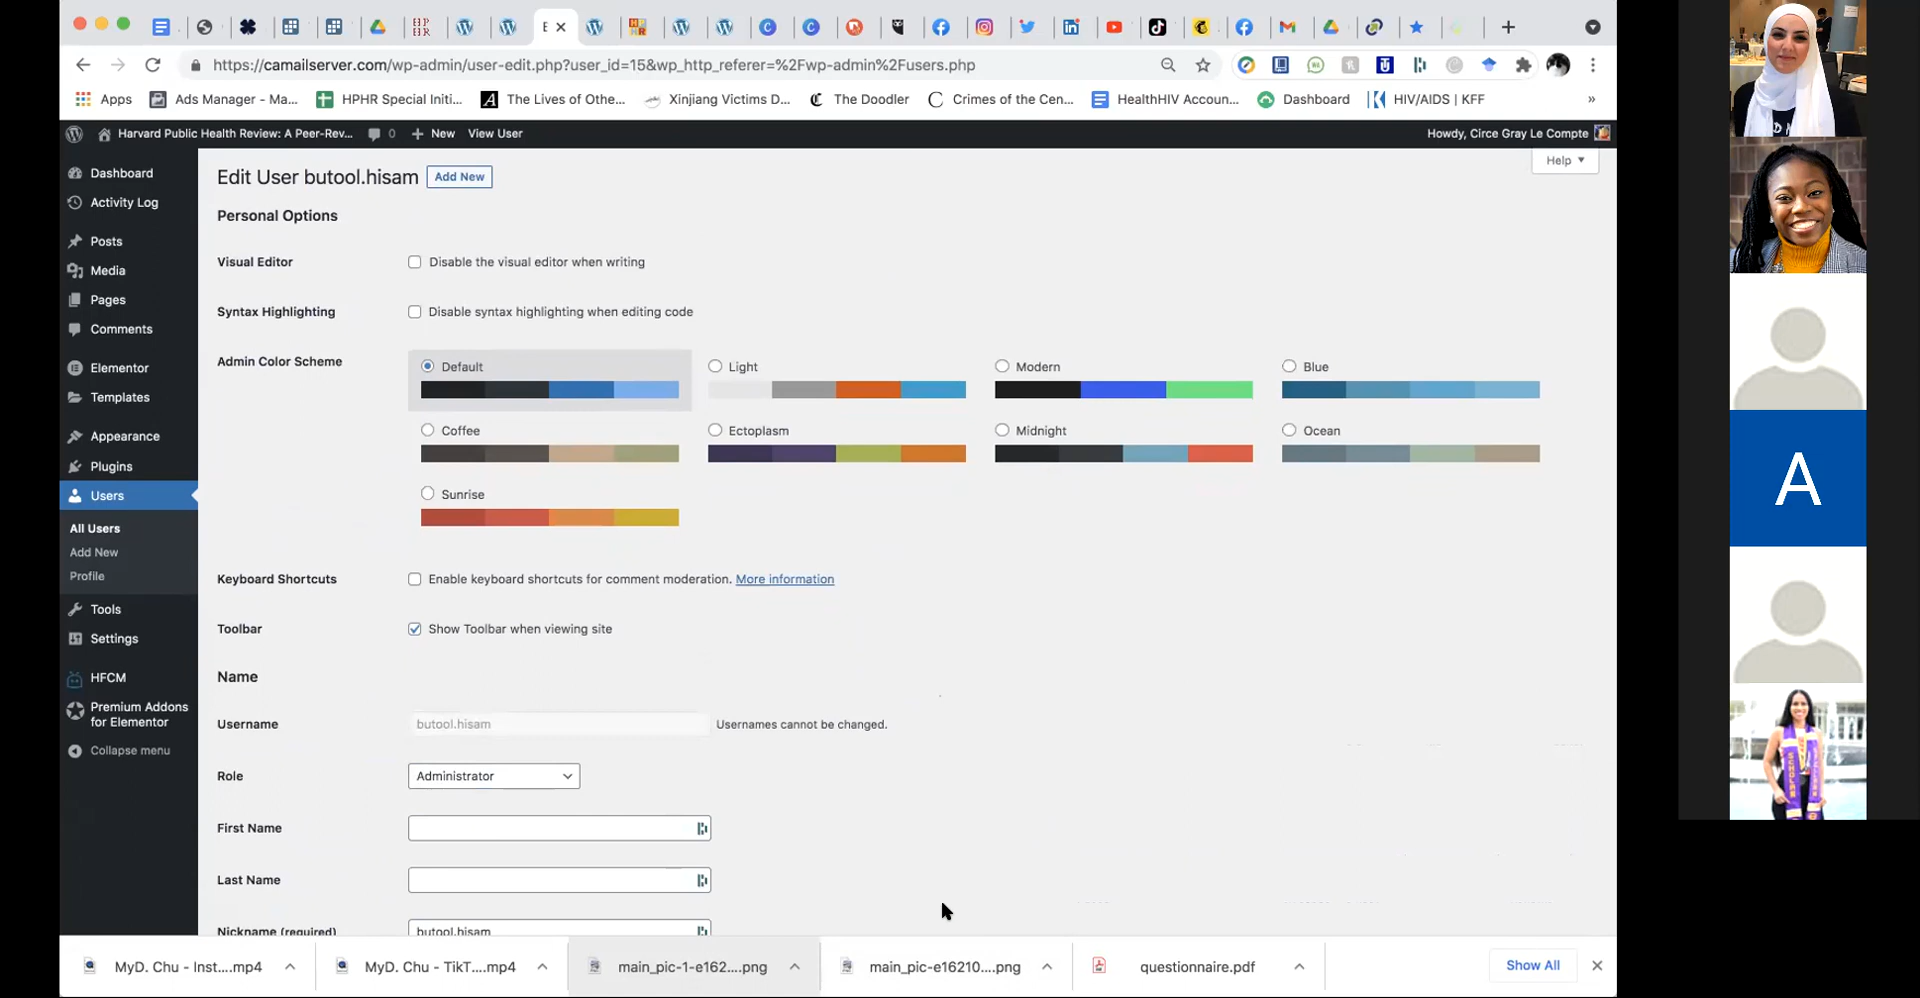 E
https://camailserver.com/wp-admin/user-edit.php?user_id=15&wp_http_referer=%2Fwp-admin%2Fusers.php
Apps
Ads Manager - Ma...
HPHR Special Initi...
The Lives of Othe...
Xinjiang Victims D...
The Doodler
Crimes of the Cen...
HealthHIV Accoun...
Dashboard
HIV/AIDS | KFF
»
Harvard Public Health Review: A Peer-Rev...
0
New
View User
Howdy, Circe Gray Le Compte
Dashboard
Activity Log
Posts
Media
Pages
Comments
Elementor
Templates
Appearance
Plugins
Users
All Users
Add New
Profile
Tools
Settings
HFCM
Premium Addons
for Elementor
Collapse menu
Help
Edit User butool.hisam
Add New
Personal Options
Visual Editor
Disable the visual editor when writing
Syntax Highlighting
Disable syntax highlighting when editing code
Admin Color Scheme
Default
Light
Modern
Blue
Coffee
Ectoplasm
Midnight
Ocean
Sunrise
Keyboard Shortcuts
Enable keyboard shortcuts for comment moderation. More information
Toolbar
Show Toolbar when viewing site
Name
Username
butool.hisam
Usernames cannot be changed.
Role
Administrator
First Name
Last Name
Nickname (required)
butool.hisam
MyD. Chu - Inst....mp4
MyD. Chu - TikT....mp4
main_pic-1-e162....png
main_pic-e16210....png
questionnaire.pdf
Show All
A